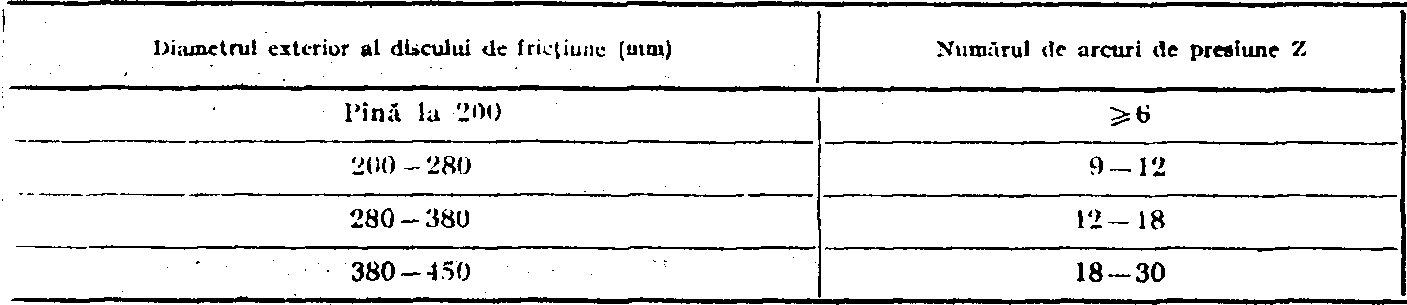 Diametrul exterior al discului de fricţiune (mm) Numărul de arcuri de presiune Z
Pînă la 200 ⩾6
200–280 9–12
280–380 12–18
380–450 18–30